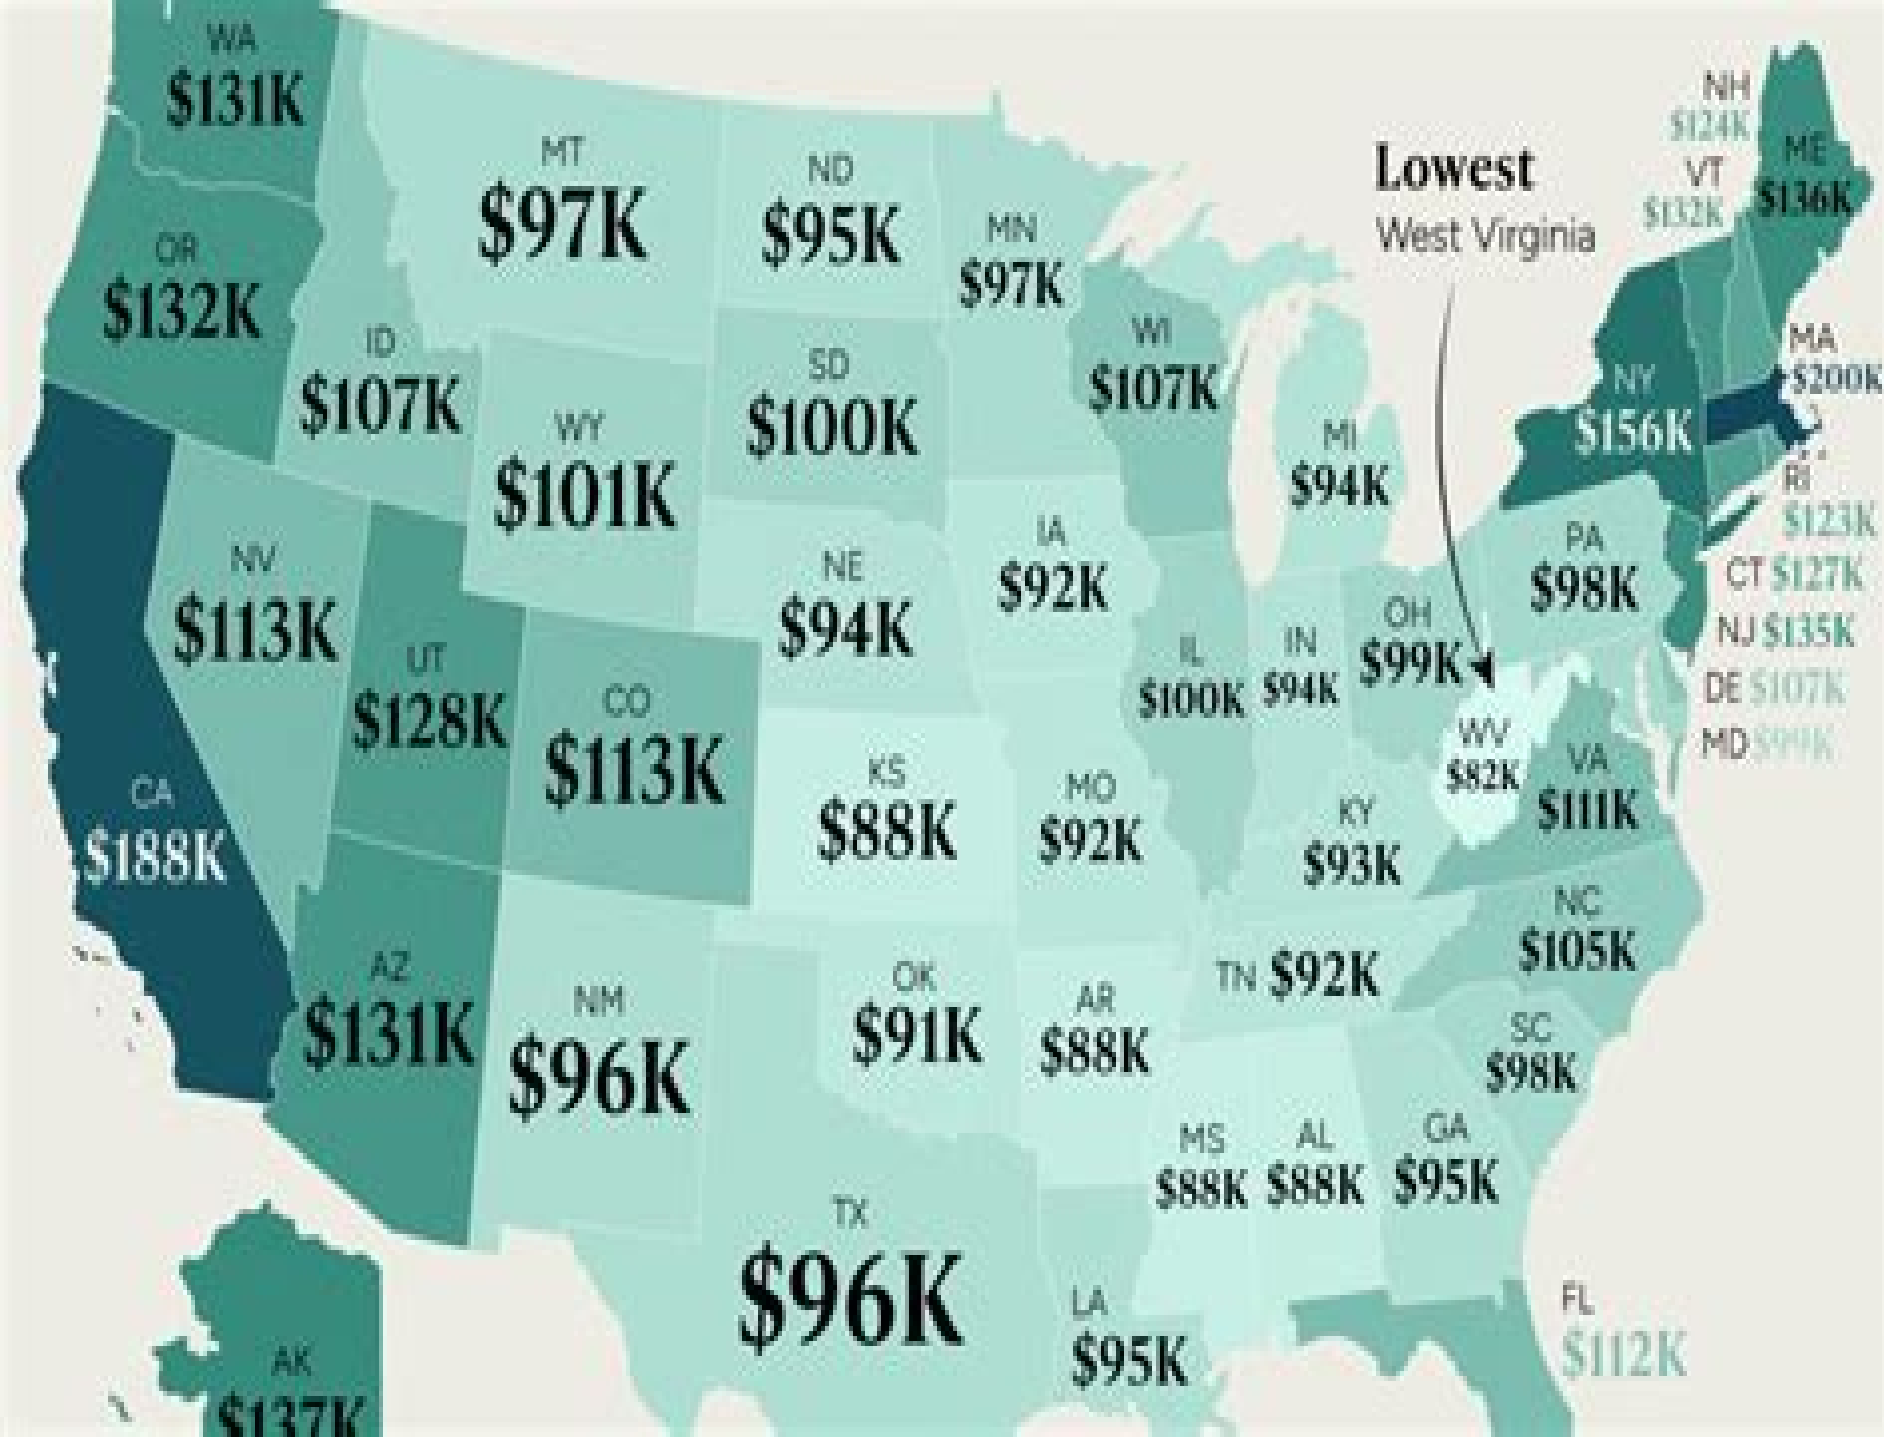 WA
$131K
MT
$97K
ND
$95K
MN
$97K
Lowest
West Virginia
NH
$124K
VT
$132K
ME
$136K
OR
$132K
ID
$107K
WY
$101K
SD
$100K
WI
$107K
MI
$94K
NY
$156K
MA
$200K
RI
$123K
CT $127K
NJ $135K
DE $107K
MD $99K
PA
$98K
NV
$113K
UT
$128K
CO
$113K
NE
$94K
IA
$92K
IL
$100K
IN
$94K
OH
$99K
WV
$82K
VA
$111K
CA
$188K
KS
$88K
MO
$92K
KY
$93K
NC
$105K
AZ
$131K
NM
$96K
OK
$91K
AR
$88K
TN $92K
SC
$98K
MS
$88K
AL
$88K
GA
$95K
TX
$96K
LA
$95K
FL
$112K
AK
$137K